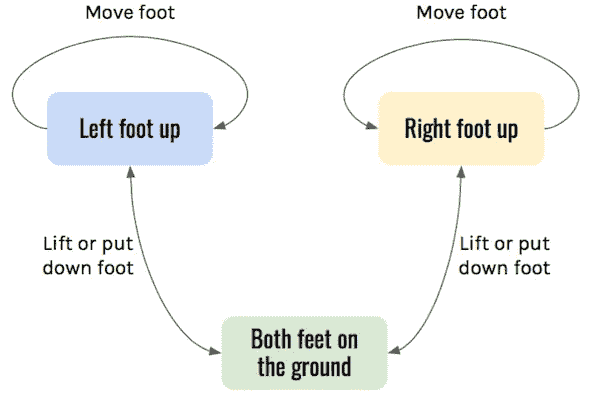 Move foot
Move foot
Left foot up
Right foot up
Lift or put
down foot
Lift or put
down foot
Both feet on
the ground